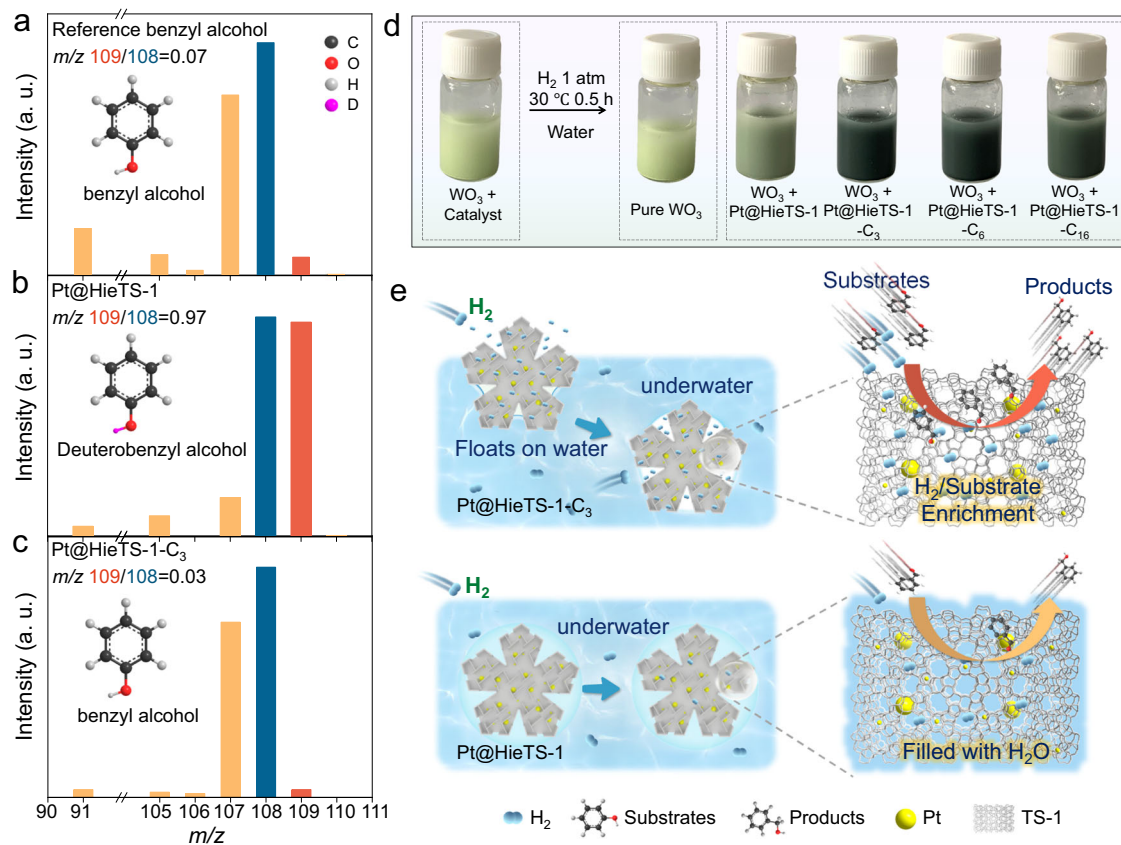 a
Reference benzyl alcohol
m/z 109/108=0.07
C
O
H
D
benzyl alcohol
Intensity (a. u.)
b
Pt@HieTS-1
m/z 109/108=0.97
Deuterobenzyl alcohol
Intensity (a. u.)
c
Pt@HieTS-1-C3
m/z 109/108=0.03
benzyl alcohol
Intensity (a. u.)
90 91 105 106 107 108 109 110 111
m/z
d
H2 1 atm
30 °C 0.5 h
Water
WO3 +
Catalyst
Pure WO3
WO3 +
Pt@HieTS-1
WO3 +
Pt@HieTS-1
-C3
WO3 +
Pt@HieTS-1
-C6
WO3 +
Pt@HieTS-1
-C16
e
H2
underwater
Floats on water
Pt@HieTS-1-C3
Substrates
Products
H2/Substrate
Enrichment
H2
underwater
Pt@HieTS-1
Filled with H2O
H2
Substrates
Products
Pt
TS-1